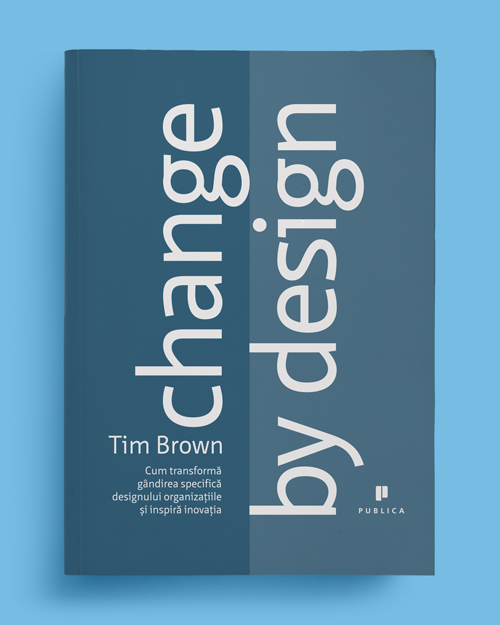 change
by design
Tim Brown
Cum transformă
gândirea specifică
designului organizațiile
și inspiră inovația
PUBLICA